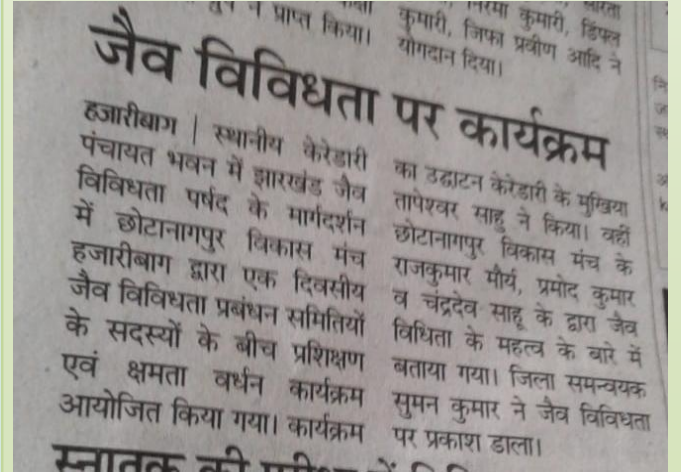 ने प्राप्त किया।
कुमारी, डिंपल
कुमारी, जिफा प्रवीण आदि ने
योगदान दिया।
जैव विविधता पर कार्यक्रम
हजारीबाग | स्थानीय केरेडारी
पंचायत भवन में झारखंड जैव
विविधता पर्षद के मार्गदर्शन
में छोटानागपुर विकास मंच
हजारीबाग द्वारा एक दिवसीय
जैव विविधता प्रबंधन समितियों
के सदस्यों के बीच प्रशिक्षण
एवं क्षमता वर्धन कार्यक्रम
आयोजित किया गया। कार्यक्रम
का उद्घाटन केरेडारी के मुखिया
तापेश्वर साहु ने किया। वहीं
छोटानागपुर विकास मंच के
राजकुमार मौर्य, प्रमोद कुमार
व चंद्रदेव साहू के द्वारा जैव
विधिता के महत्व के बारे में
बताया गया। जिला समन्वयक
सुमन कुमार ने जैव विविधता
पर प्रकाश डाला।
स्नातक की